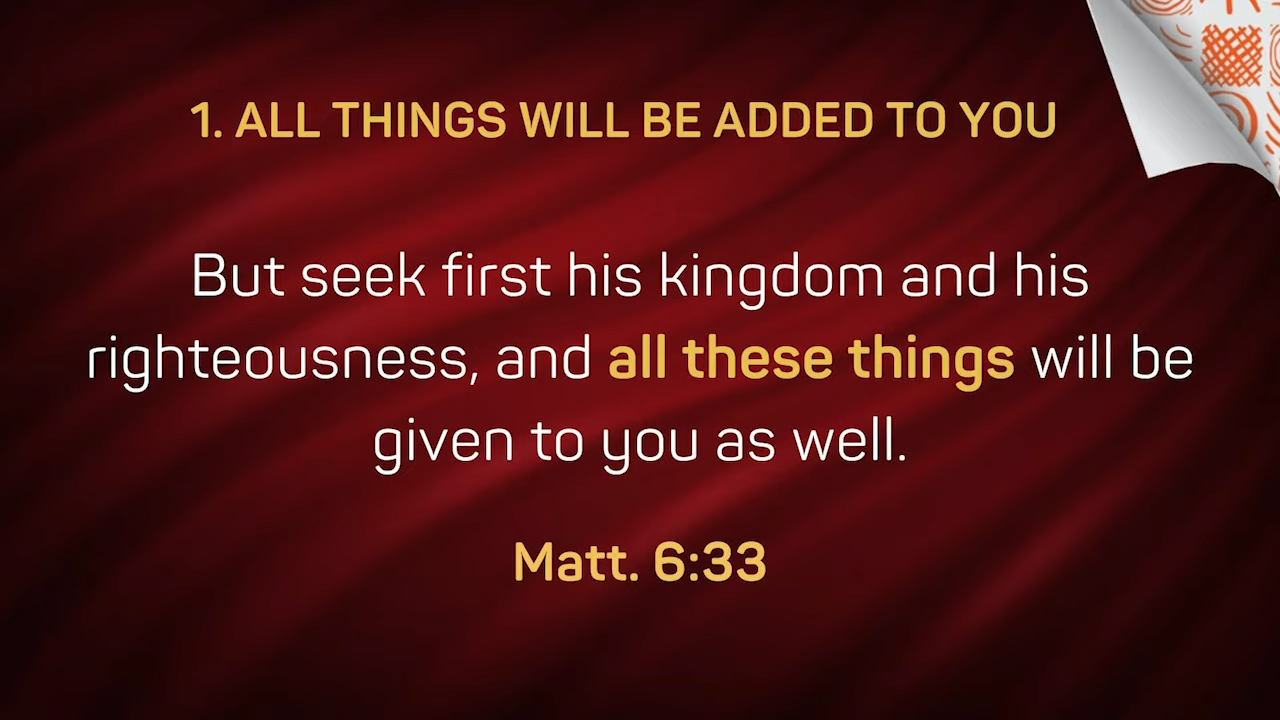 1. ALL THINGS WILL BE ADDED TO YOU
But seek first his kingdom and his
righteousness, and all these things will be
given to you as well.
Matt. 6:33